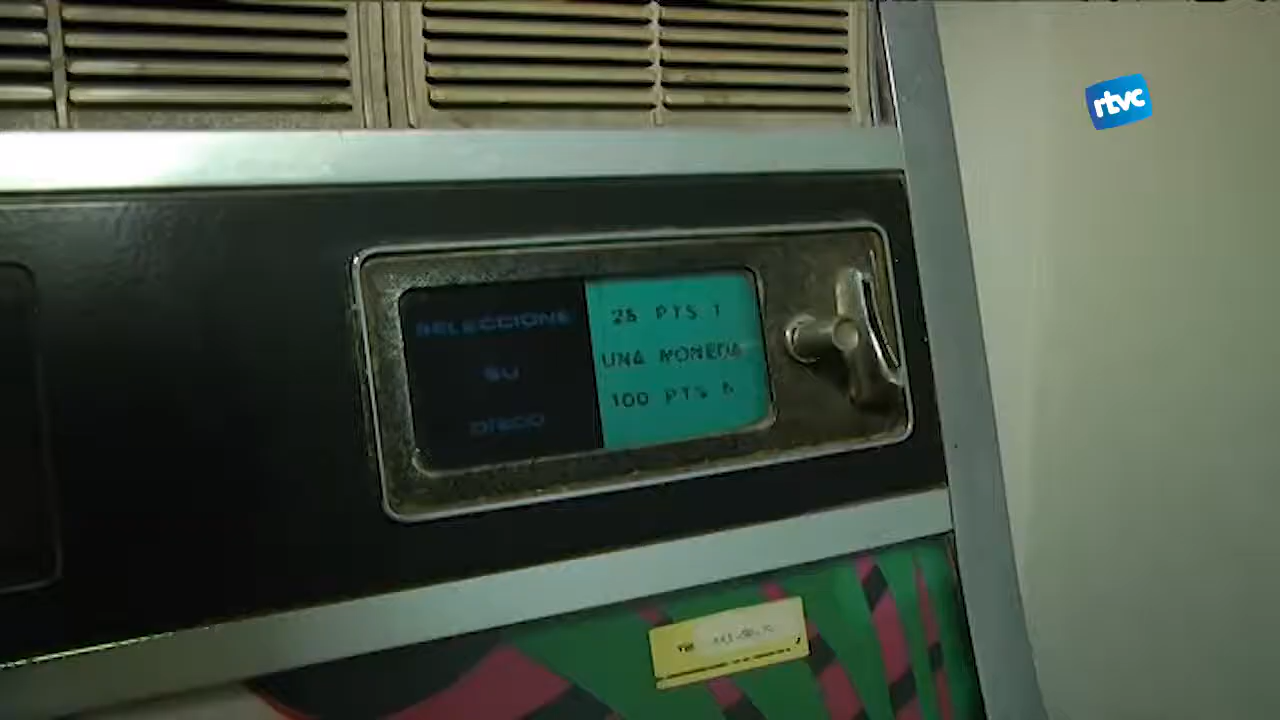 rtvc
SELECCIONE
SU
DISCO
25 PTS 1
UNA MONEDA
100 PTS 5